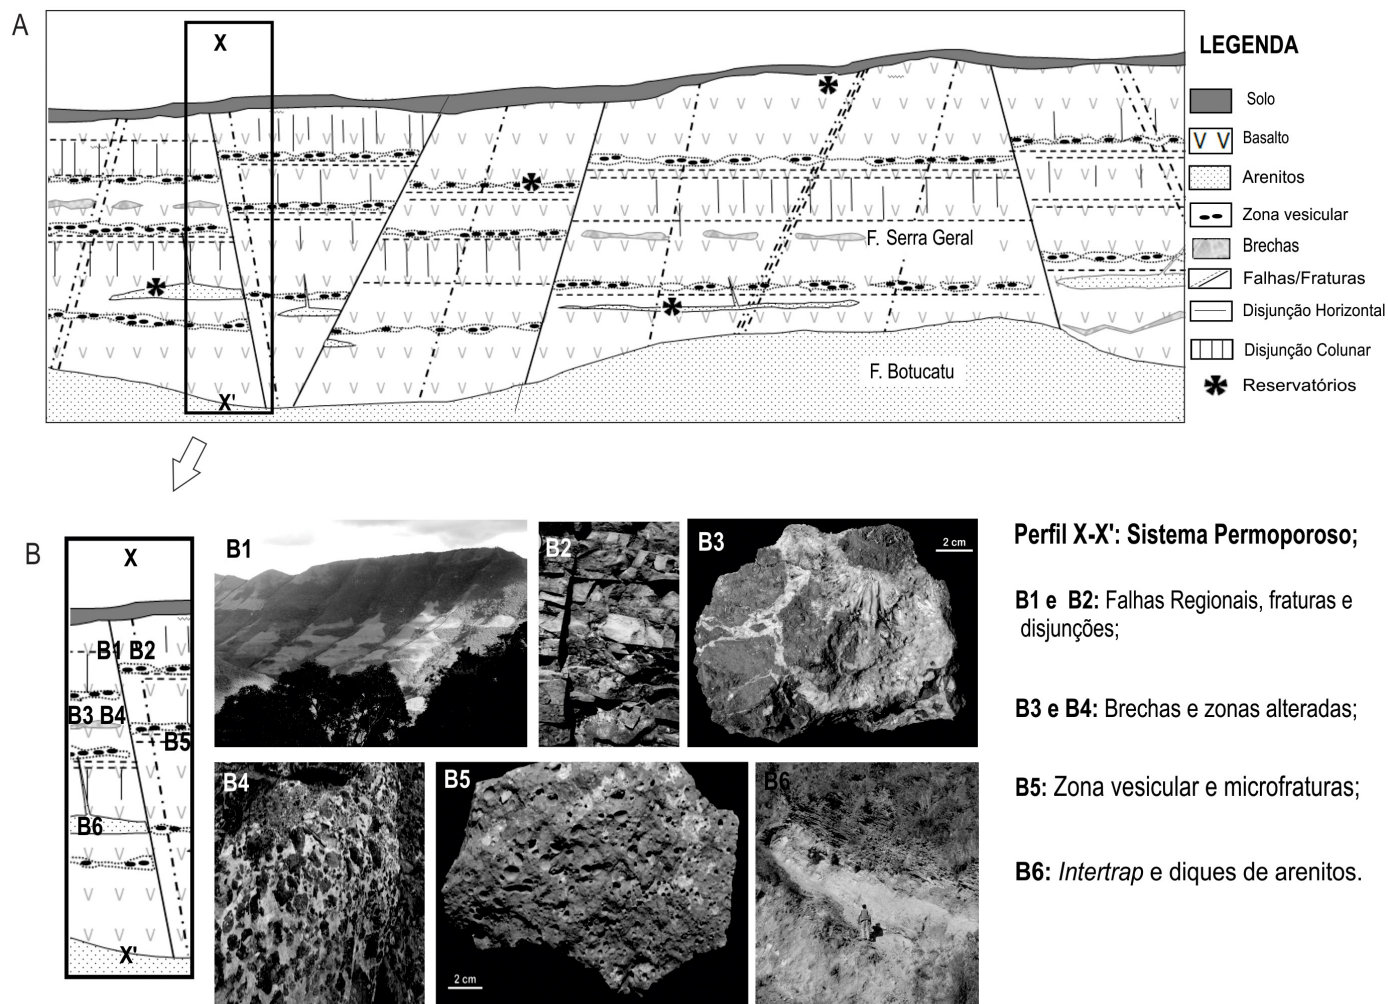 A
X
LEGENDA
Solo
V V
Basalto
Arenitos
Zona vesicular
Brechas
Falhas/Fraturas
Disjunção Horizontal
Disjunção Colunar
Reservatórios
F. Serra Geral
F. Botucatu
X'
B
X
B1 B2
B3 B4
B5
B6
X'
B1
B2
B3
2 cm
B4
B5
2 cm
B6
Perfil X-X': Sistema Permoporoso;
B1 e B2: Falhas Regionais, fraturas e
disjunções;
B3 e B4: Brechas e zonas alteradas;
B5: Zona vesicular e microfraturas;
B6: Intertrap e diques de arenitos.